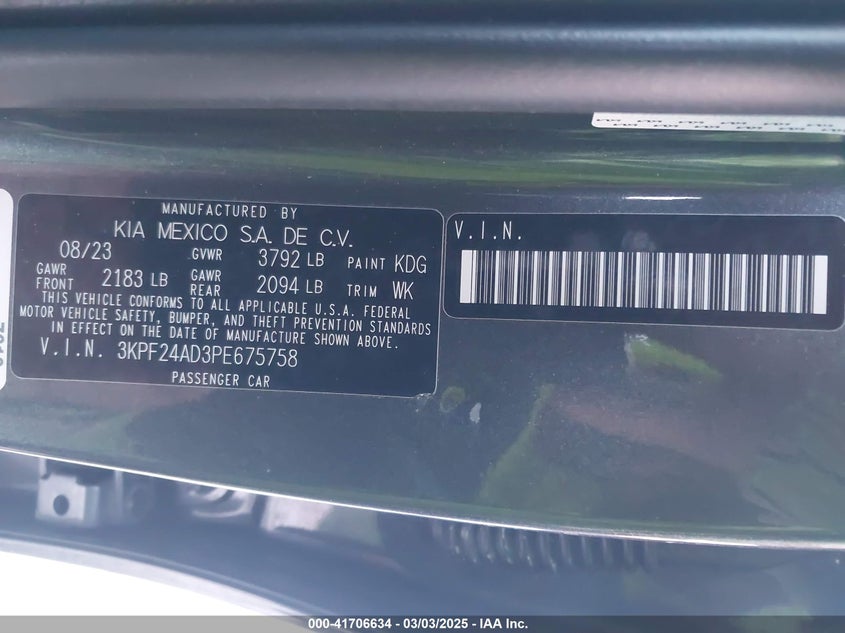 MANUFACTURED BY
KIA MEXICO S.A. DE C.V.
08/23 GVWR 3792 LB PAINT KDG
GAWR FRONT 2183 LB GAWR REAR 2094 LB TRIM WK
THIS VEHICLE CONFORMS TO ALL APPLICABLE U.S.A. FEDERAL
MOTOR VEHICLE SAFETY, BUMPER, AND THEFT PREVENTION STANDARDS
IN EFFECT ON THE DATE OF MANUFACTURE SHOWN ABOVE.
V.I.N. 3KPF24AD3PE675758
PASSENGER CAR
V.I.N.
000-41706634 - 03/03/2025 - IAA Inc.